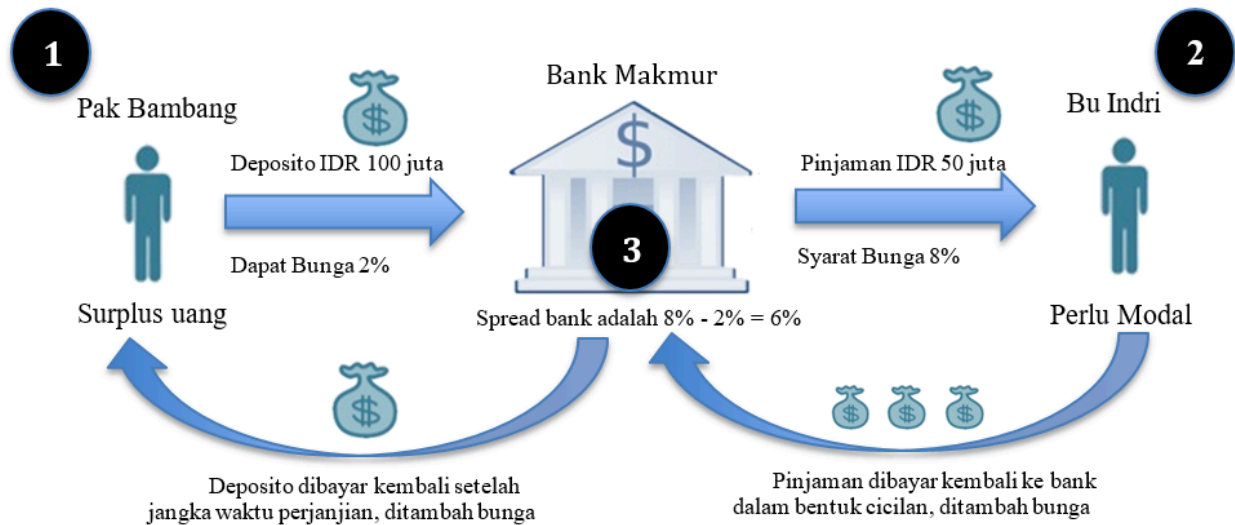 1
2
Pak Bambang
Bank Makmur
Bu Indri
$
$
$
Deposito IDR 100 juta
Pinjaman IDR 50 juta
3
Dapat Bunga 2%
Syarat Bunga 8%
Surplus uang
Spread bank adalah 8% - 2% = 6%
Perlu Modal
$
$
$
$
Deposito dibayar kembali setelah
jangka waktu perjanjian, ditambah bunga
Pinjaman dibayar kembali ke bank
dalam bentuk cicilan, ditambah bunga